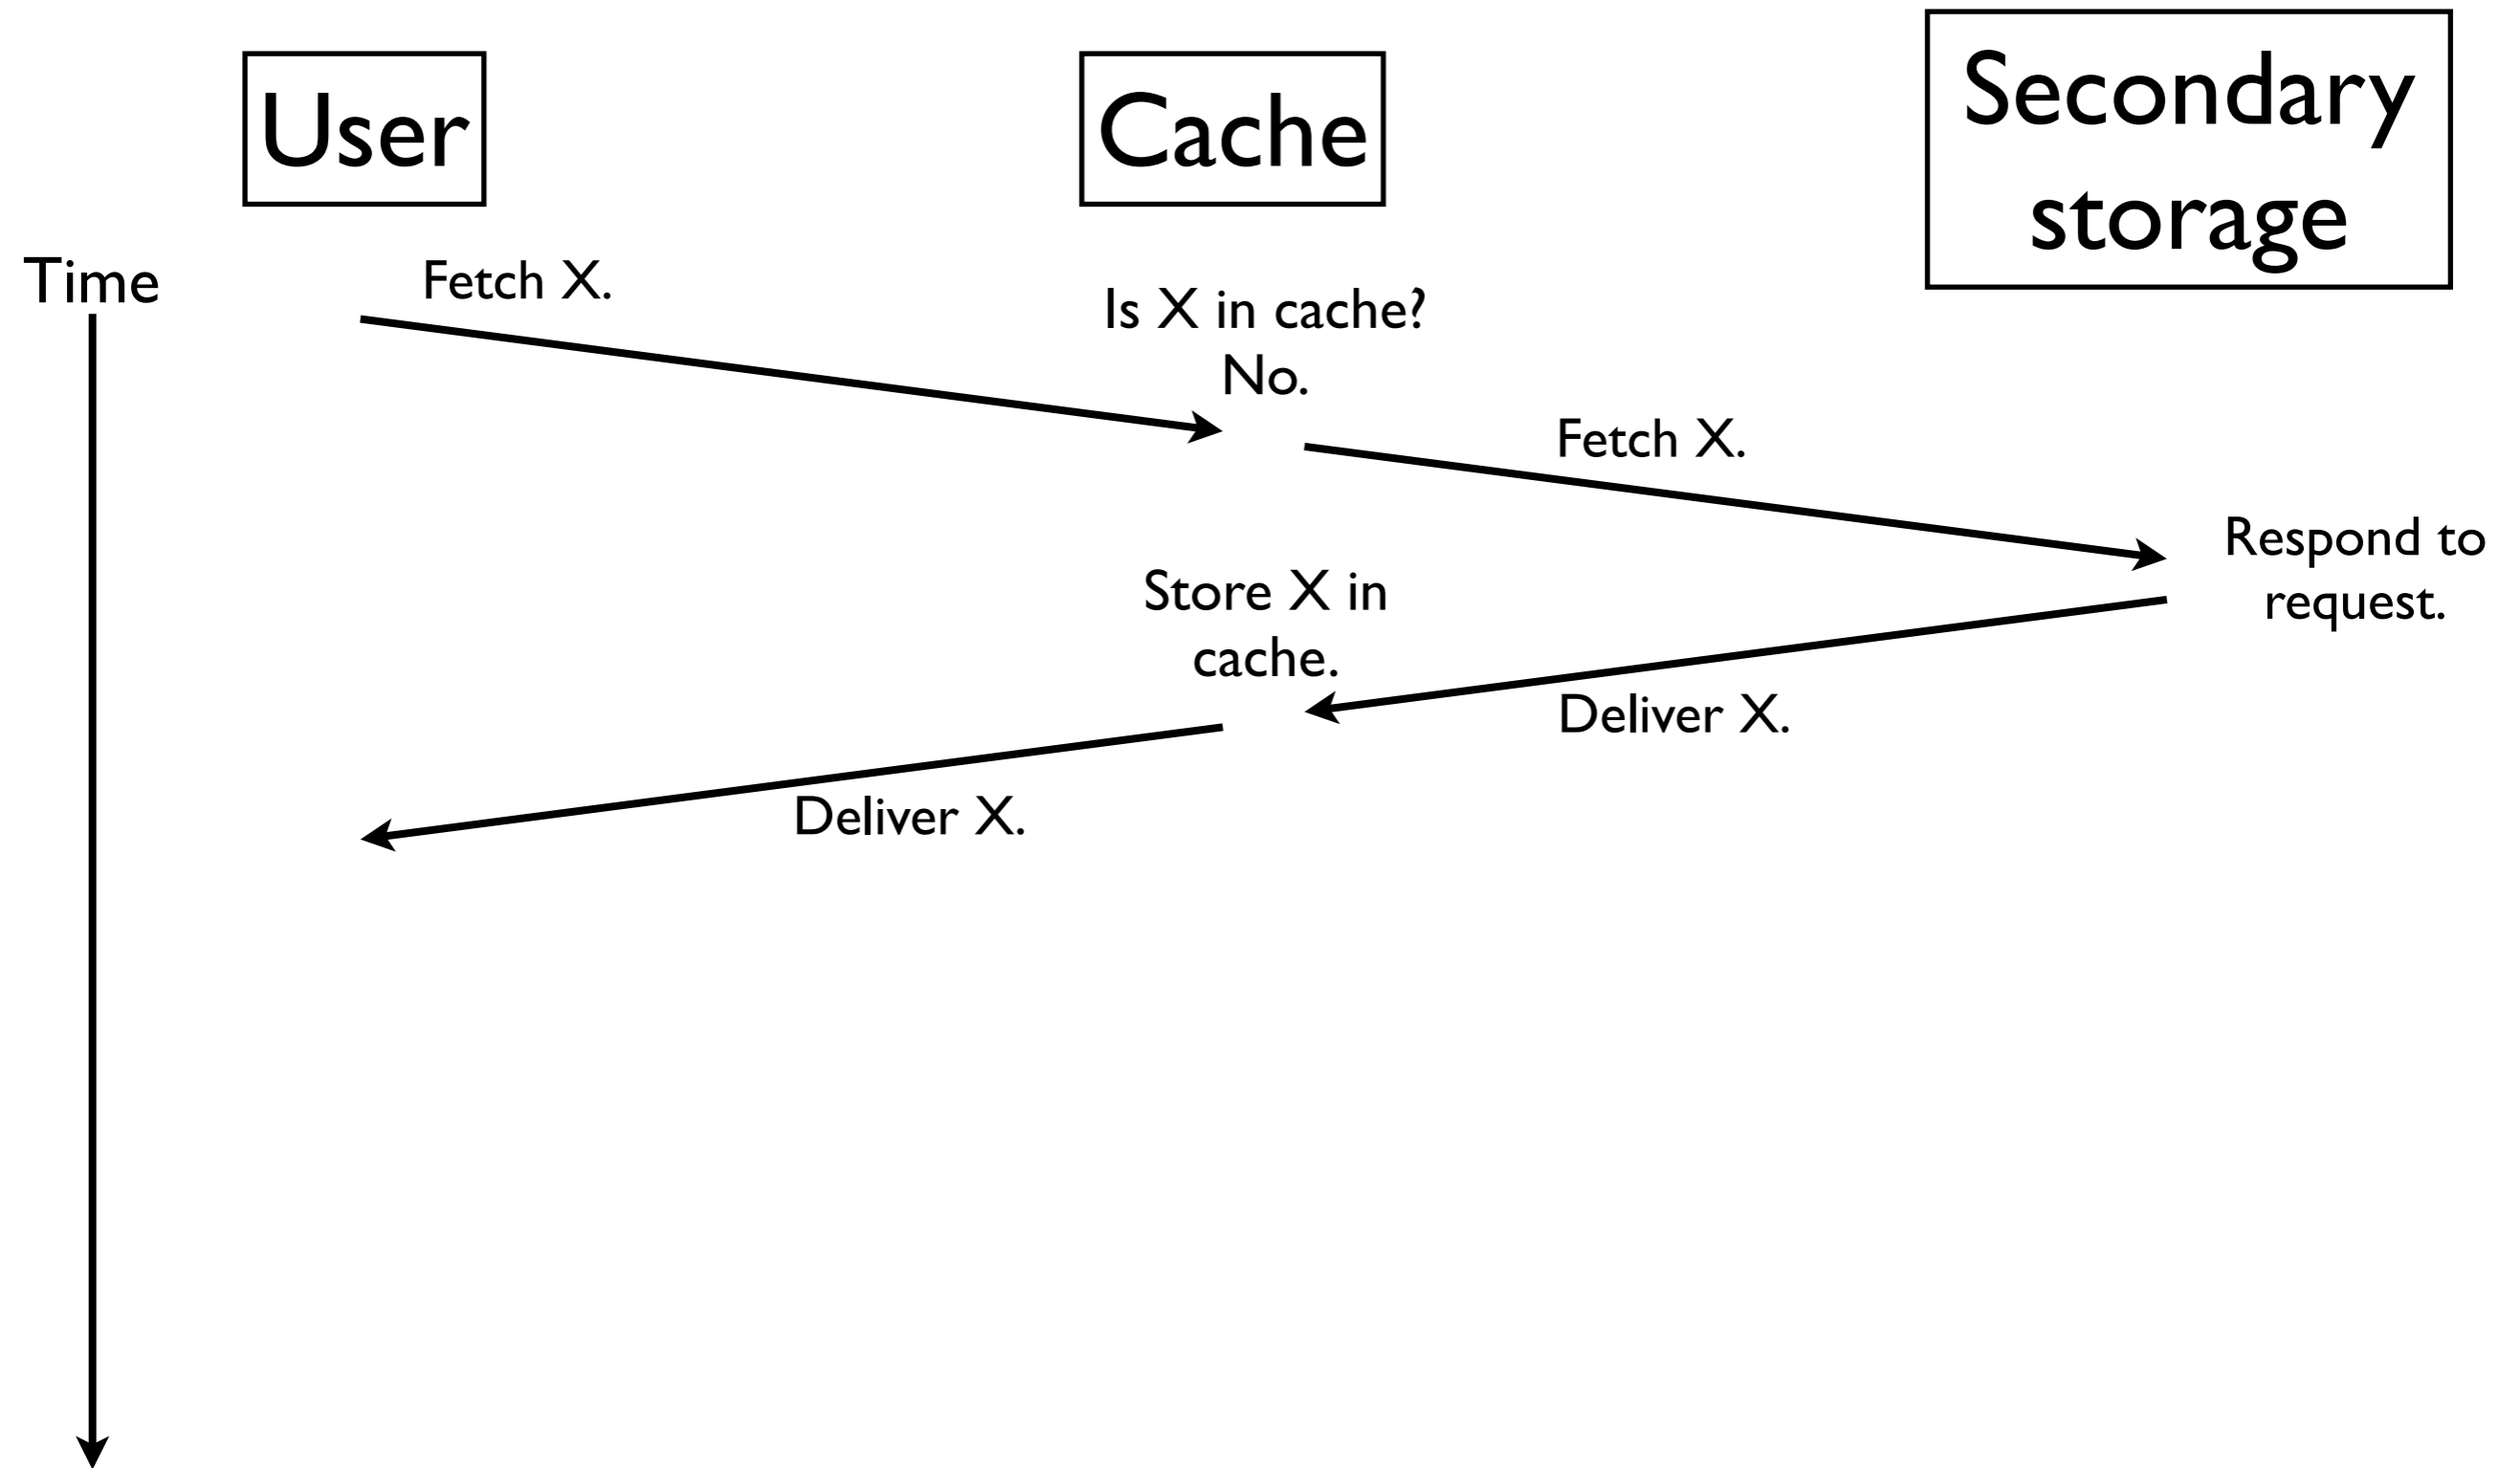 User
Cache
Secondary
storage
Time
Fetch X.
Is X in cache?
No.
Fetch X.
Respond to
request.
Store X in
cache.
Deliver X.
Deliver X.